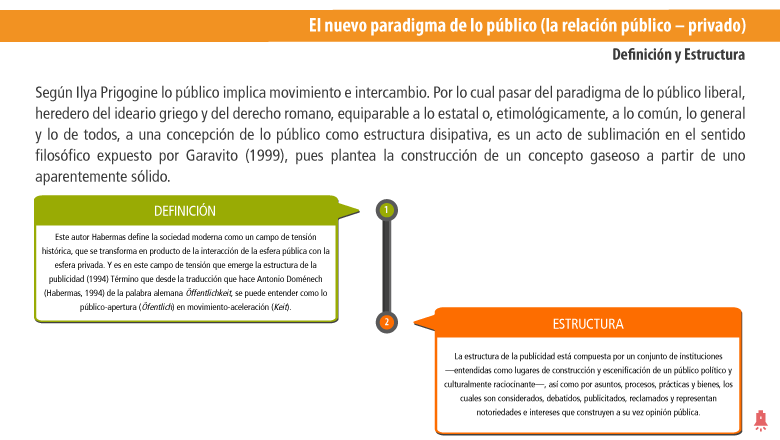 El nuevo paradigma de lo público (la relación público – privado)
Definición y Estructura
Según Ilya Prigogine lo público implica movimiento e intercambio. Por lo cual pasar del paradigma de lo público liberal,
heredero del ideario griego y del derecho romano, equiparable a lo estatal o, etimológicamente, a lo común, lo general
y lo de todos, a una concepción de lo público como estructura disipativa, es un acto de sublimación en el sentido
filosófico expuesto por Garavito (1999), pues plantea la construcción de un concepto gaseoso a partir de uno
aparentemente sólido.
DEFINICIÓN
Este autor Habermas define la sociedad moderna como un campo de tensión
histórica, que se transforma en producto de la interacción de la esfera pública con la
esfera privada. Y es en este campo de tensión que emerge la estructura de la
publicidad (1994) Término que desde la traducción que hace Antonio Doménech
(Habermas, 1994) de la palabra alemana Öffentlichkeit, se puede entender como lo
público-apertura (Öfentlich) en movimiento-aceleración (Keit).
1
2
ESTRUCTURA
La estructura de la publicidad está compuesta por un conjunto de instituciones
—entendidas como lugares de construcción y escenificación de un público político y
culturalmente raciocinante—, así como por asuntos, procesos, prácticas y bienes, los
cuales son considerados, debatidos, publicitados, reclamados y representan
notoriedades e intereses que construyen a su vez opinión pública.